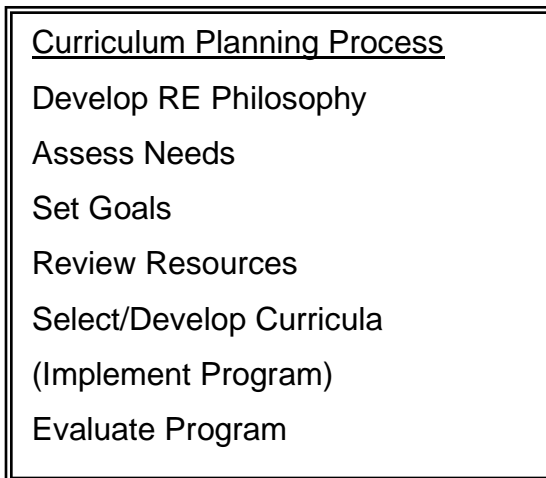 Curriculum Planning Process
Develop RE Philosophy
Assess Needs
Set Goals
Review Resources
Select/Develop Curricula
(Implement Program)
Evaluate Program